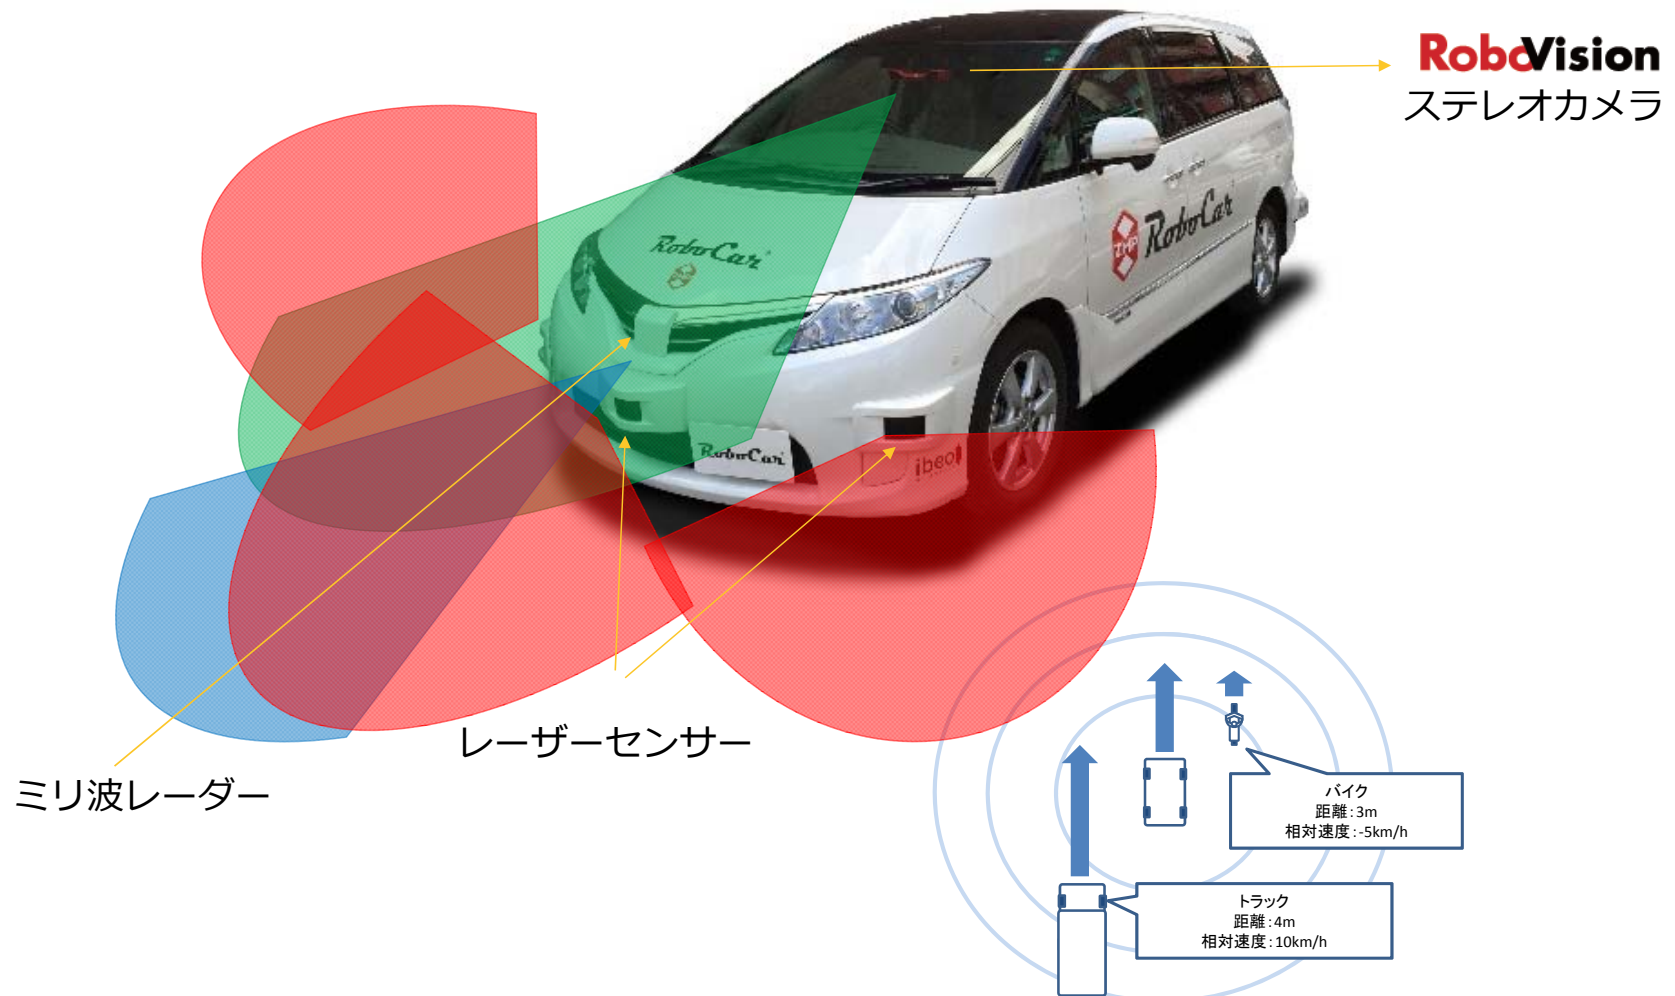 RoboVision
ステレオカメラ
RoboCar
ZMP RoboCar
RoboCar
ibeo
レーザーセンサー
ミリ波レーダー
バイク
距離:3m
相対速度:-5km/h
トラック
距離:4m
相対速度:10km/h